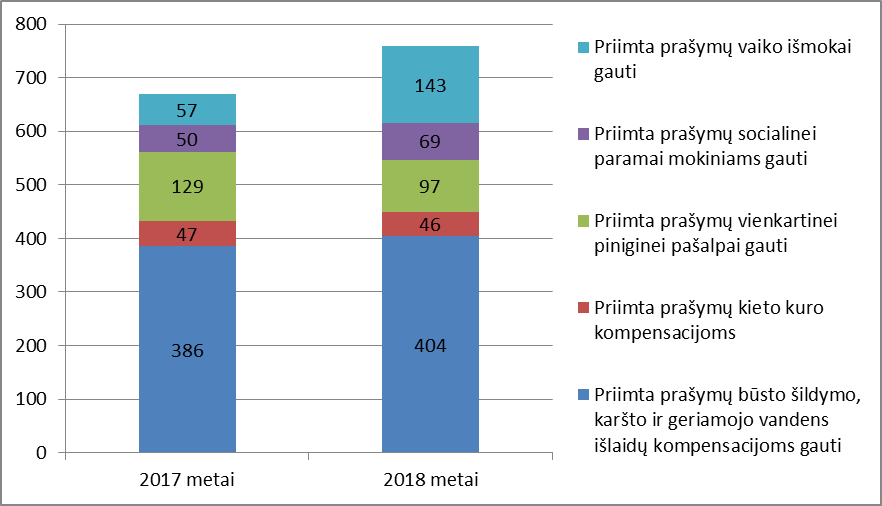 800
700
600
500
400
300
200
100
0
57
50
129
47
386
143
69
97
46
404
2017 metai
2018 metai
Priimta prašymų vaiko išmokai
gauti
Priimta prašymų socialinei
paramai mokiniams gauti
Priimta prašymų vienkartinei
piniginei pašalpai gauti
Priimta prašymų kieto kuro
kompensacijoms
Priimta prašymų būsto šildymo,
karšto ir geriamojo vandens
išlaidų kompensacijoms gauti